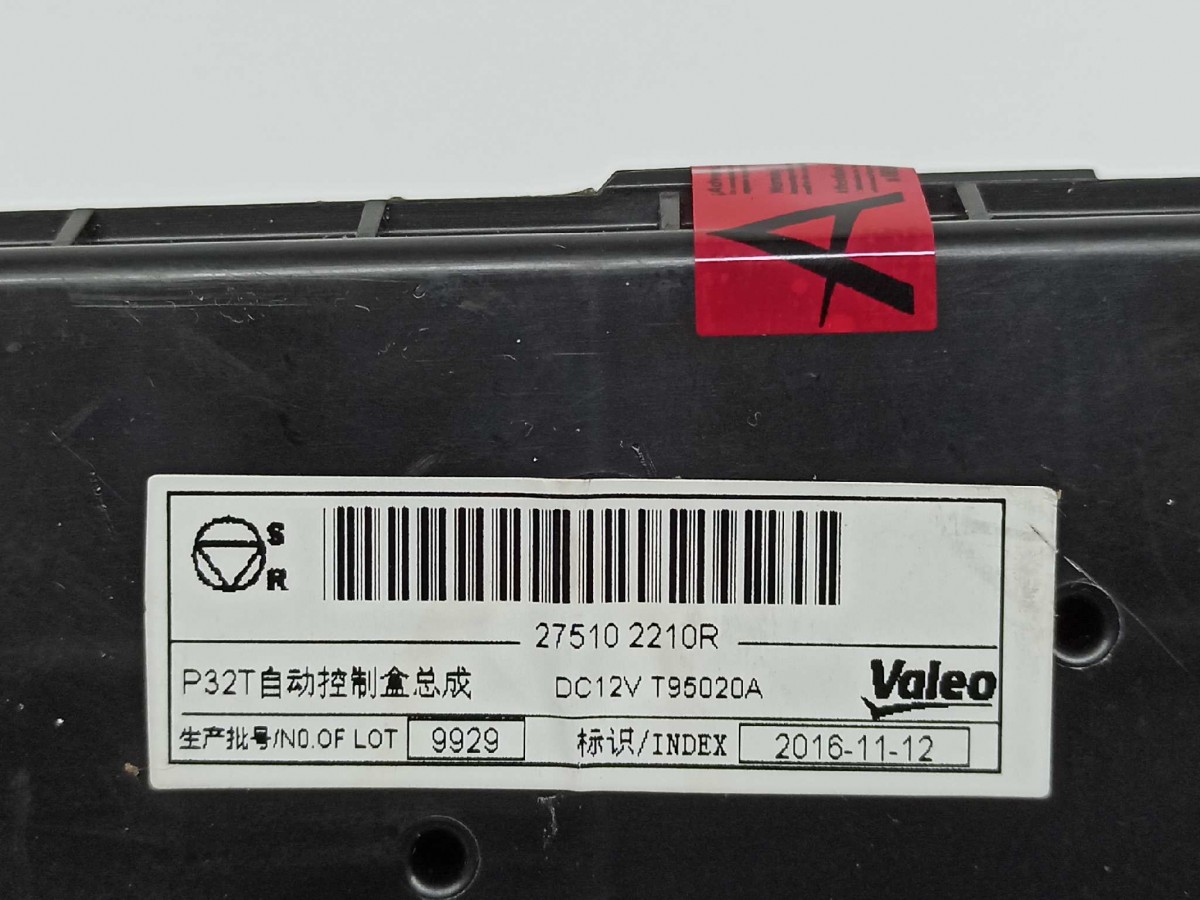 A
S
R
27510 2210R
P32T自动控制盒总成 DC12V T95020A Valeo
生产批号/NO.OF LOT 9929 标识/INDEX 2016-11-12